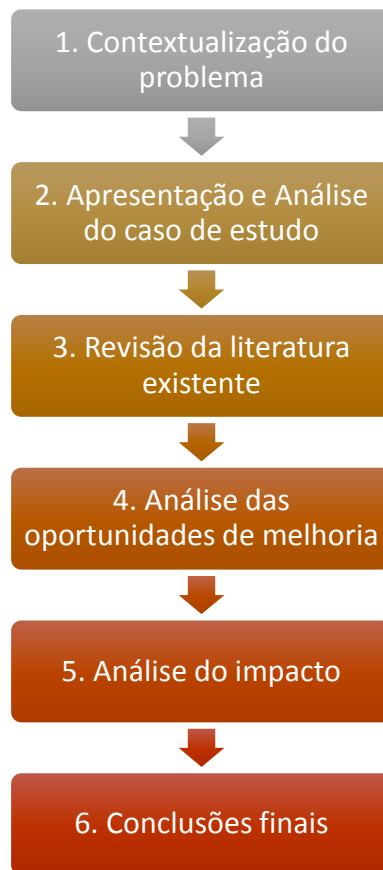 1. Contextualização do
problema
2. Apresentação e Análise
do caso de estudo
3. Revisão da literatura
existente
4. Análise das
oportunidades de melhoria
5. Análise do impacto
6. Conclusões finais